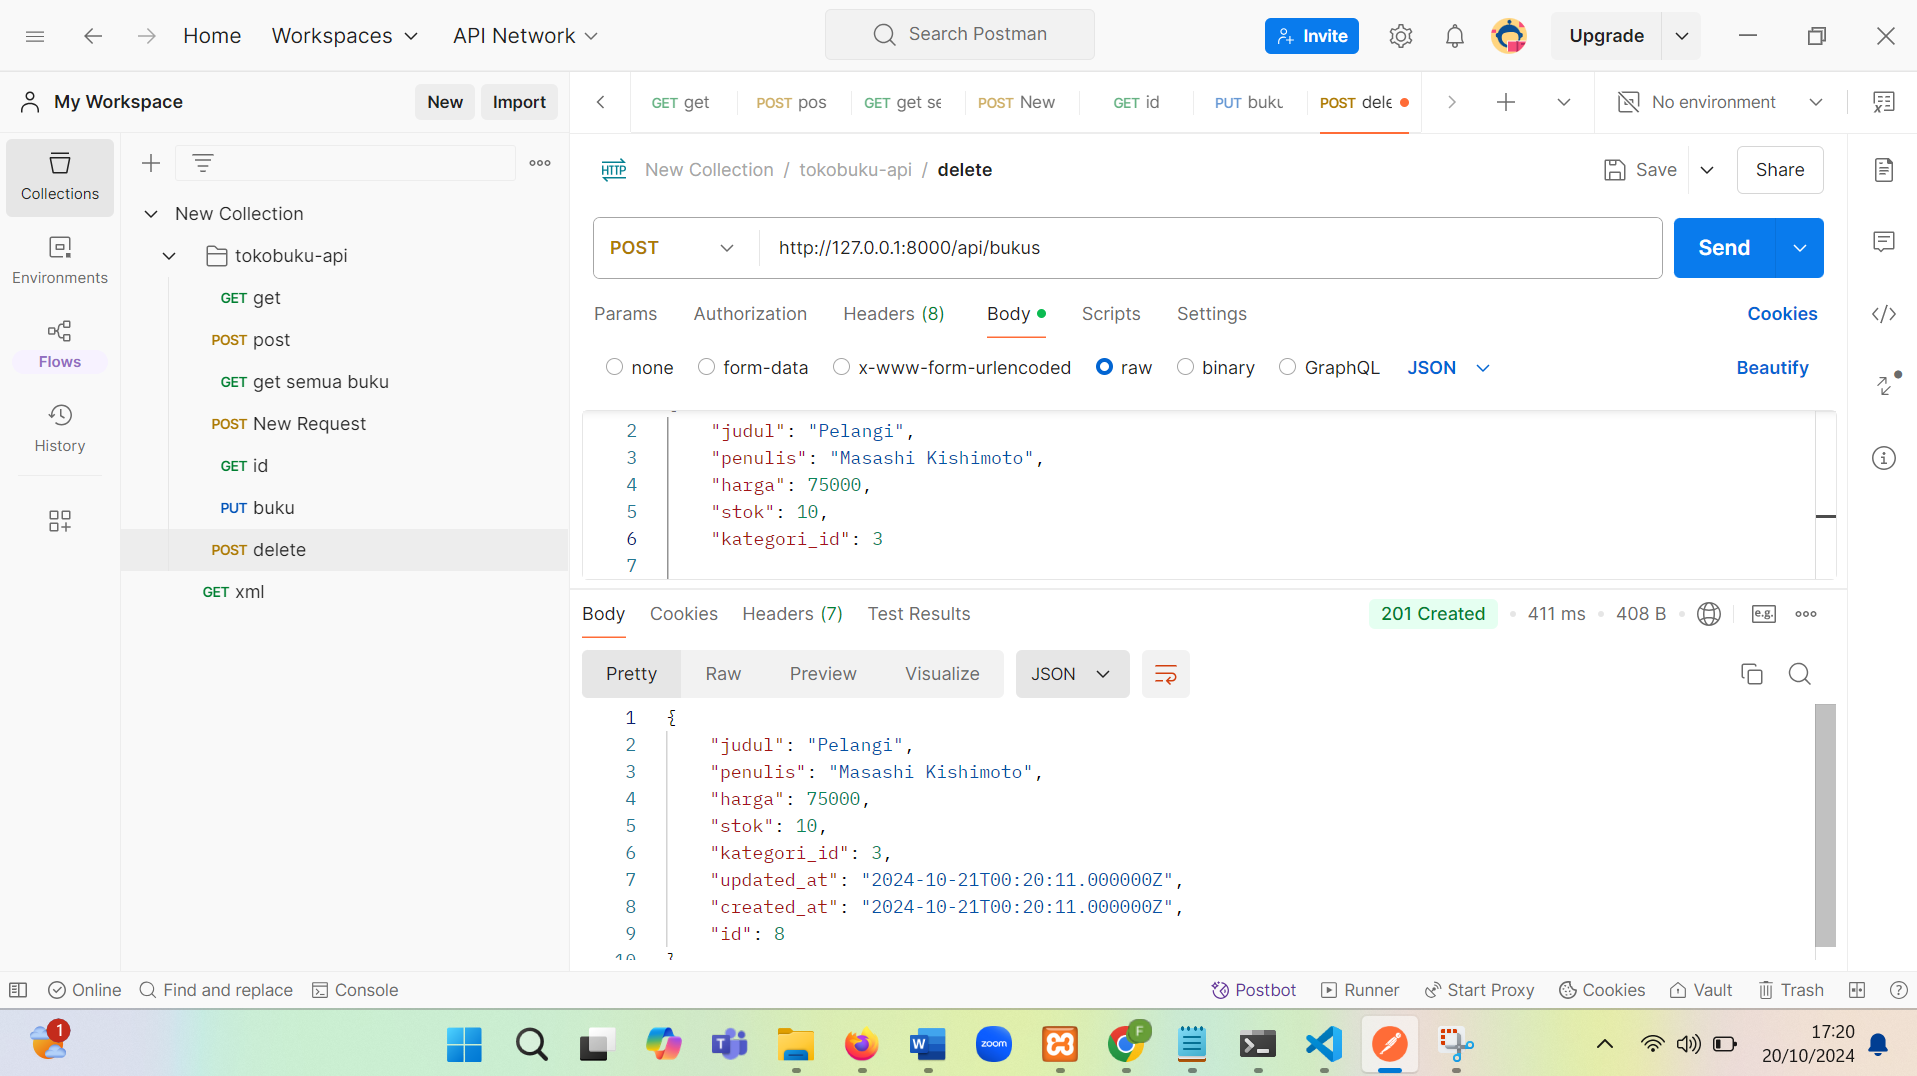 Home Workspaces API Network Search Postman Invite Upgrade
My Workspace New Import GET get POST pos GET get se POST New GET id PUT buku POST dele No environment
Collections
Environments
Flows
History
New Collection
tokobuku-api
GET get
POST post
GET get semua buku
POST New Request
GET id
PUT buku
POST delete
GET xml
HTTP New Collection / tokobuku-api / delete Save Share
POST http://127.0.0.1:8000/api/bukus Send
Params Authorization Headers (8) Body Scripts Settings Cookies
none form-data x-www-form-urlencoded raw binary GraphQL JSON Beautify
2 "judul": "Pelangi",
3 "penulis": "Masashi Kishimoto",
4 "harga": 75000,
5 "stok": 10,
6 "kategori_id": 3
7
Body Cookies Headers (7) Test Results 201 Created 411 ms 408 B e.g.
Pretty Raw Preview Visualize JSON
1 {
2 "judul": "Pelangi",
3 "penulis": "Masashi Kishimoto",
4 "harga": 75000,
5 "stok": 10,
6 "kategori_id": 3,
7 "updated_at": "2024-10-21T00:20:11.000000Z",
8 "created_at": "2024-10-21T00:20:11.000000Z",
9 "id": 8
10 }
Online Find and replace Console Postbot Runner Start Proxy Cookies Vault Trash
1 T W zoom F 17:20
20/10/2024